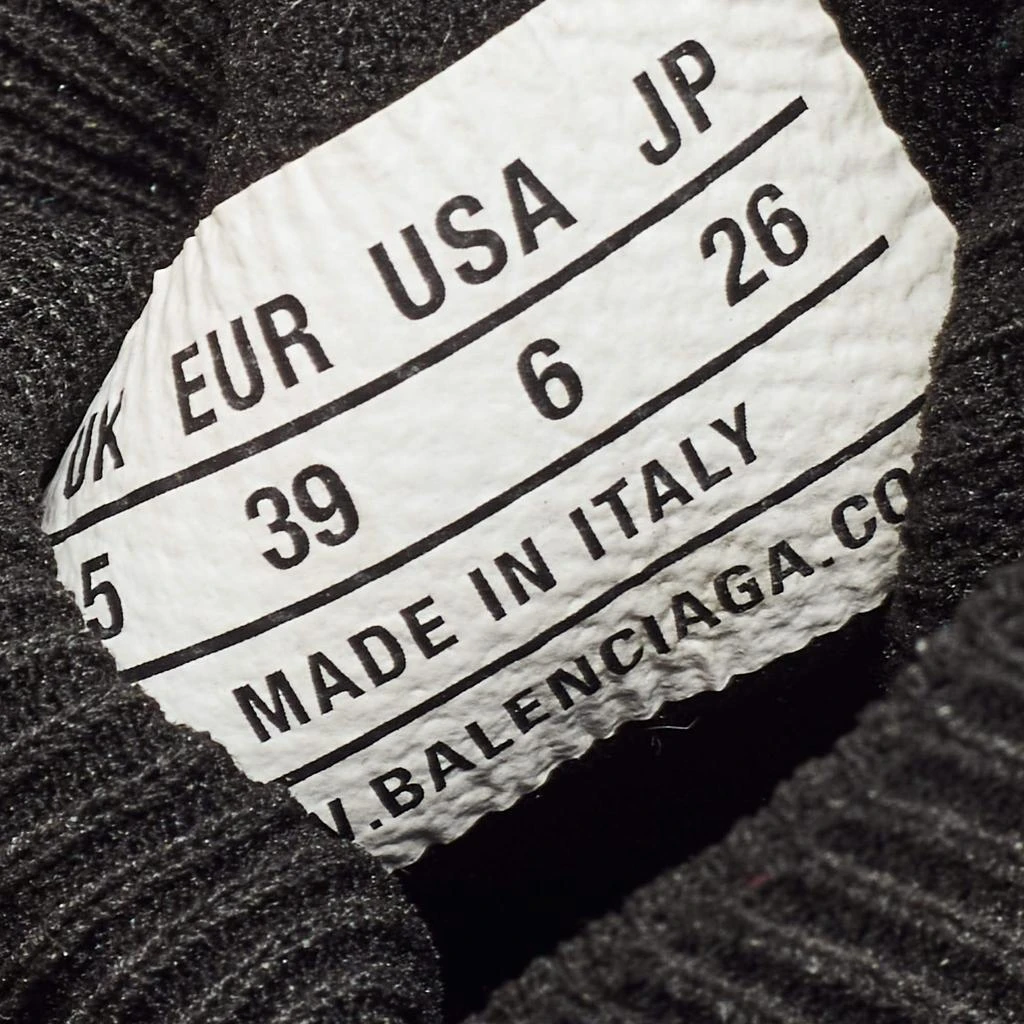 UK EUR USA JP
5 39 6 26
MADE IN ITALY
W.BALENCIAGA.CO